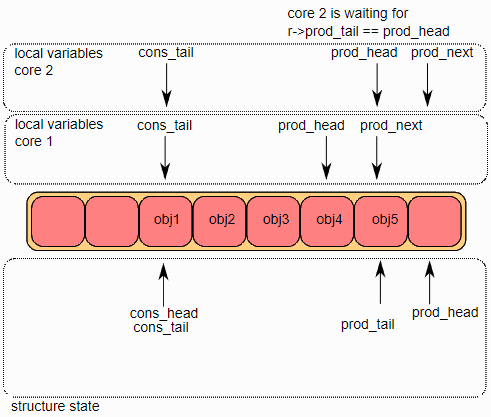 core 2 is waiting for
r->prod_tail == prod_head
local variables
core 2
cons_tail
prod_head
prod_next
local variables
core 1
cons_tail
prod_head
prod_next
obj1
obj2
obj3
obj4
obj5
cons_head
cons_tail
prod_tail
prod_head
structure state